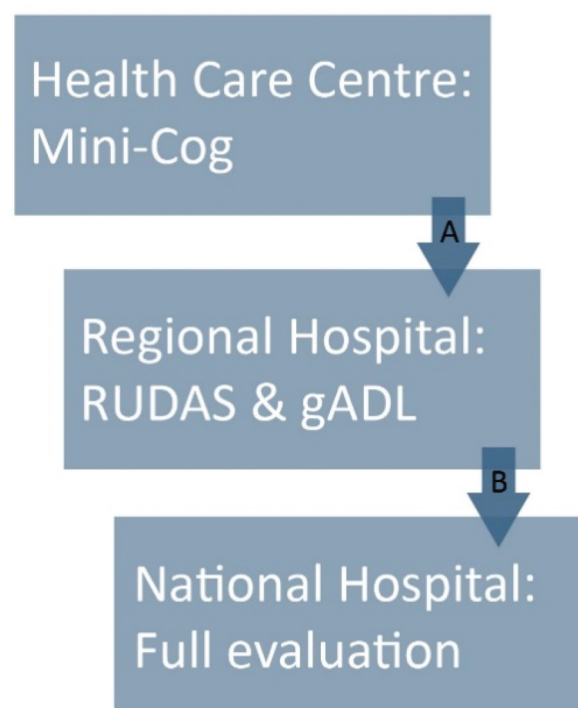 Health Care Centre:
Mini-Cog
A
Regional Hospital:
RUDAS & gADL
B
National Hospital:
Full evaluation